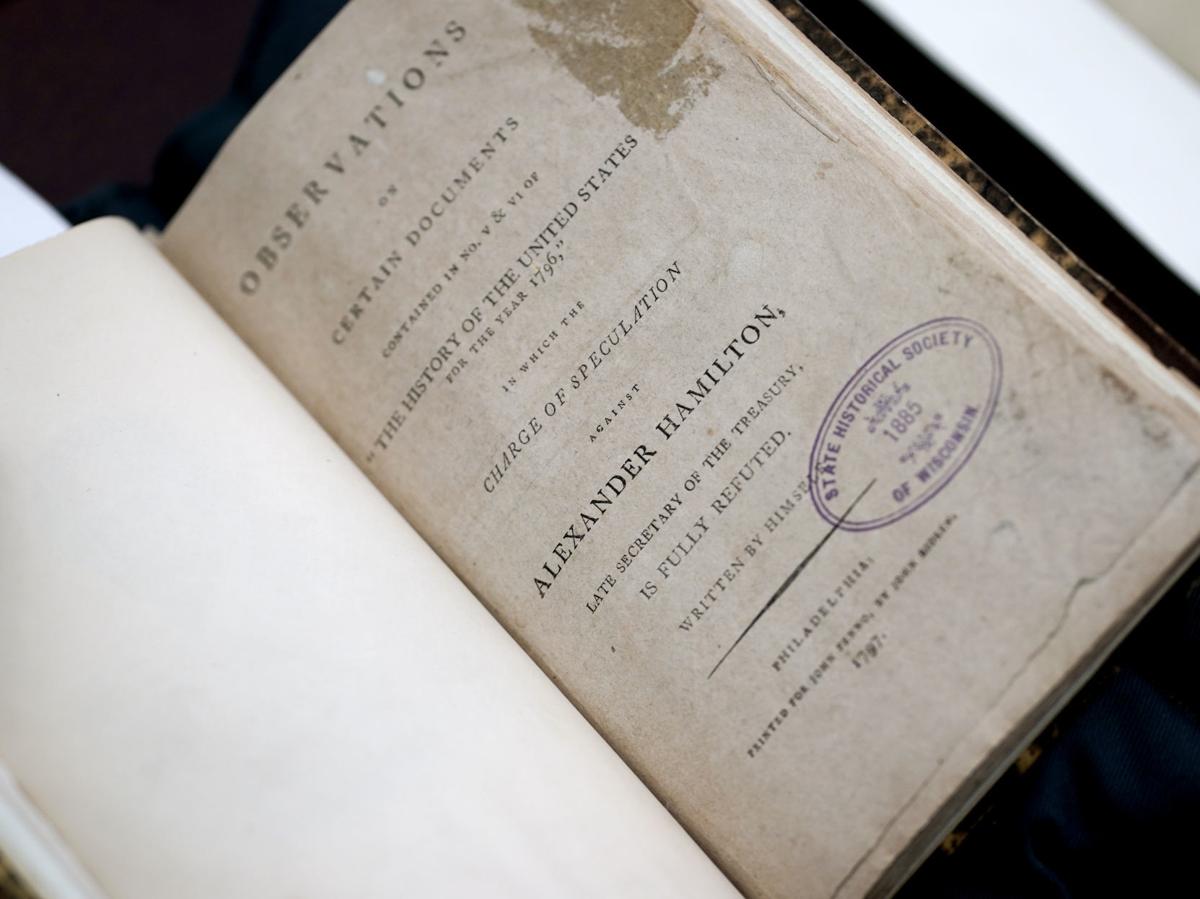 OBSERVATIONS
ON
CERTAIN DOCUMENTS
CONTAINED IN NO. V & VI OF
"THE HISTORY OF THE UNITED STATES
FOR THE YEAR 1796,"
IN WHICH THE
CHARGE OF SPECULATION
AGAINST
ALEXANDER HAMILTON,
LATE SECRETARY OF THE TREASURY,
IS FULLY REFUTED.
WRITTEN BY HIMSELF
PHILADELPHIA:
PRINTED FOR JOHN FENNO, BY JOHN BIOREN.
1797.
STATE HISTORICAL SOCIETY
1885
OF WISCONSIN